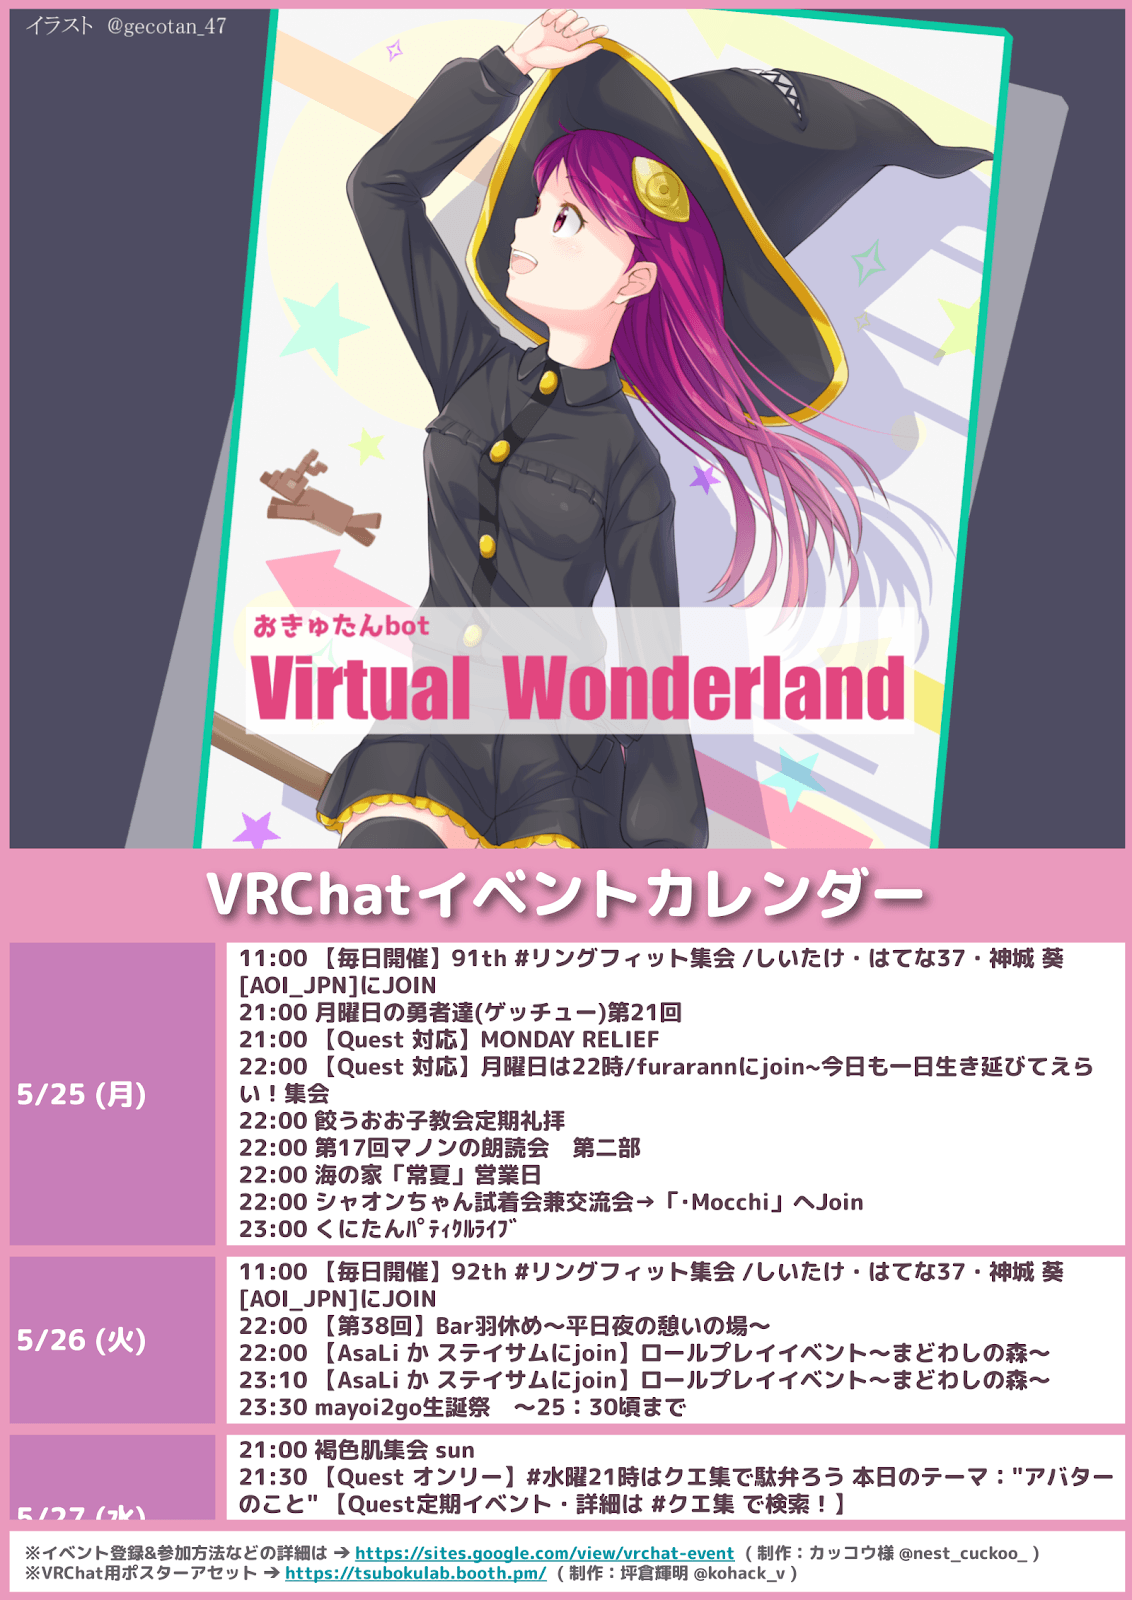 イラスト @gecotan_47
おきゅたんbot
Virtual Wonderland
VRChatイベントカレンダー
5/25 (月)
11:00 【毎日開催】91th #リングフィット集会 /しいたけ・はてな37・神城 葵
[AOI_JPN]にJOIN
21:00 月曜日の勇者達(ゲッチュー)第21回
21:00 【Quest 対応】MONDAY RELIEF
22:00 【Quest 対応】月曜日は22時/furarannにjoin~今日も一日生き延びてえら
い！集会
22:00 餃うおお子教会定期礼拝
22:00 第17回マノンの朗読会　第二部
22:00 海の家「常夏」営業日
22:00 シャオンちゃん試着会兼交流会→「･Mocchi」へJoin
23:00 くにたんﾊﾟﾃｨｸﾙﾗｲﾌﾞ
5/26 (火)
11:00 【毎日開催】92th #リングフィット集会 /しいたけ・はてな37・神城 葵
[AOI_JPN]にJOIN
22:00 【第38回】Bar羽休め～平日夜の憩いの場～
22:00 【AsaLi か ステイサムにjoin】ロールプレイイベント～まどわしの森～
23:10 【AsaLi か ステイサムにjoin】ロールプレイイベント～まどわしの森～
23:30 mayoi2go生誕祭　～25：30頃まで
5/27 (水)
21:00 褐色肌集会 sun
21:30 【Quest オンリー】#水曜21時はクエ集で駄弁ろう 本日のテーマ："アバター
のこと" 【Quest定期イベント・詳細は #クエ集 で検索！】
※イベント登録&参加方法などの詳細は → https://sites.google.com/view/vrchat-event ( 制作：カッコウ様 @nest_cuckoo_ )
※VRChat用ポスターアセット → https://tsubokulab.booth.pm/ ( 制作：坪倉輝明 @kohack_v )